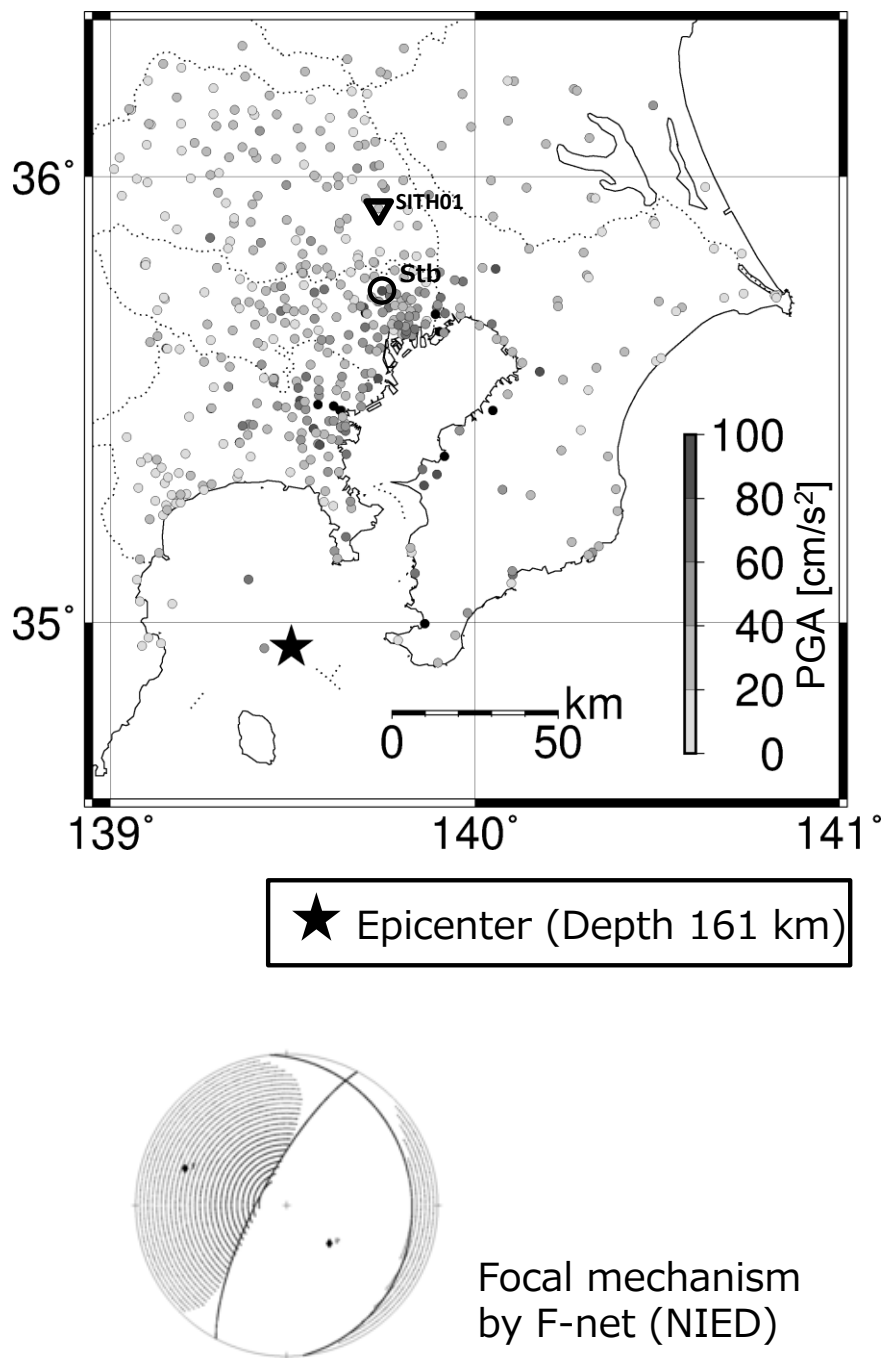 36°
SITH01
Stb
100
80
60
40
20
0
PGA [cm/s²]
35°
km
0 50
139° 140° 141°
Epicenter (Depth 161 km)
Focal mechanism
by F-net (NIED)